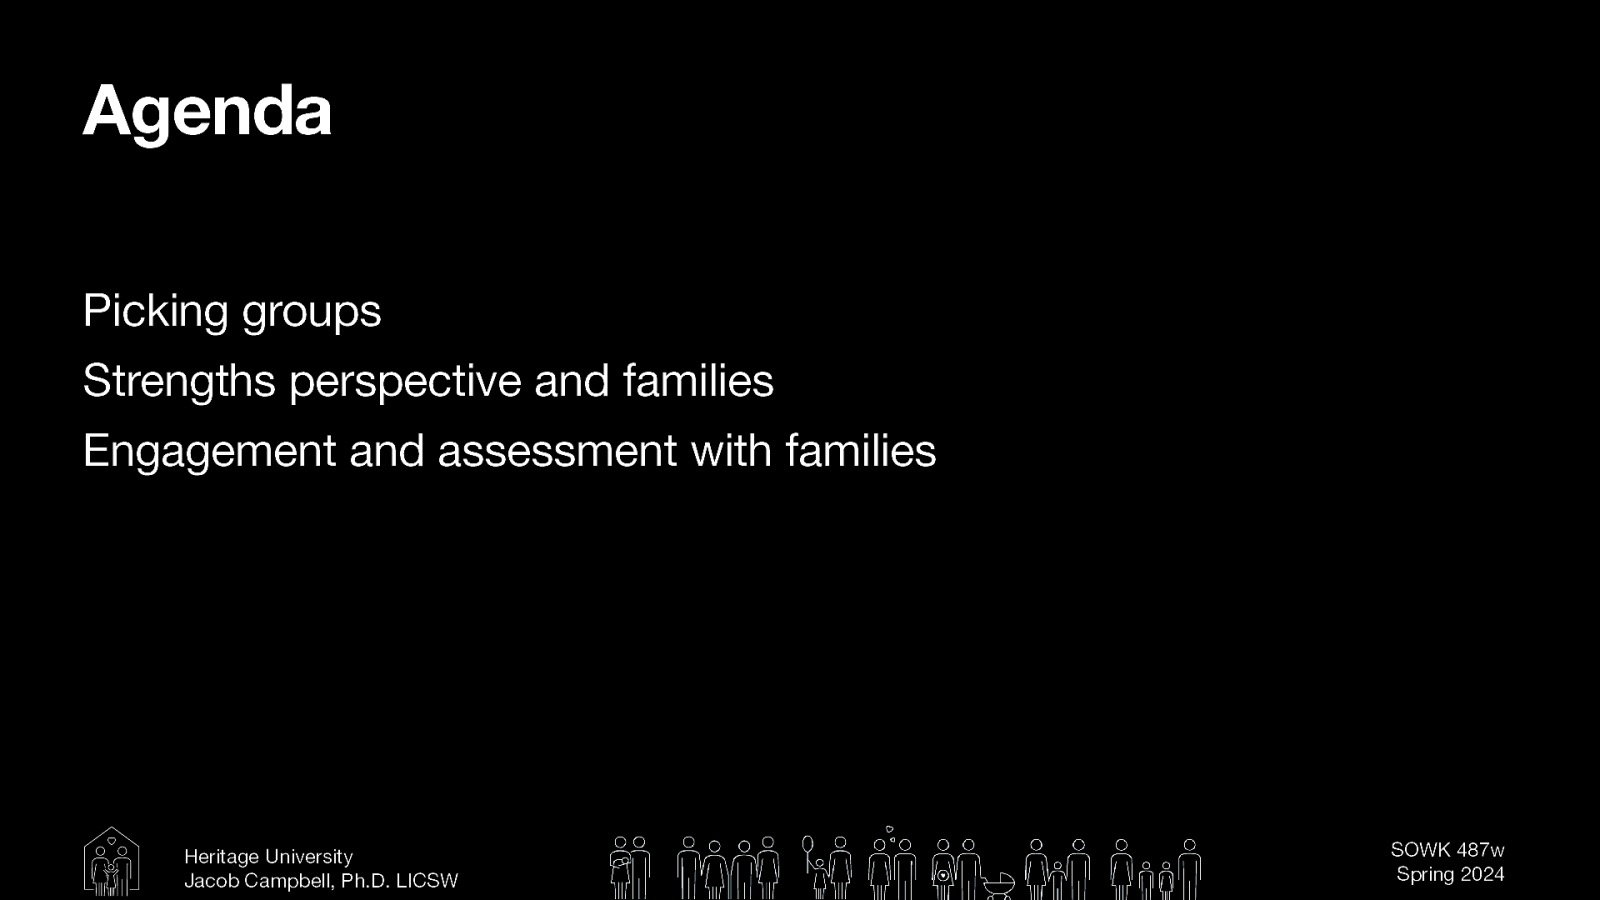 Agenda
Picking groups
Strengths perspective and families
Engagement and assessment with families
Heritage University
Jacob Campbell, Ph.D. LICSW
SOWK 487w
Spring 2024